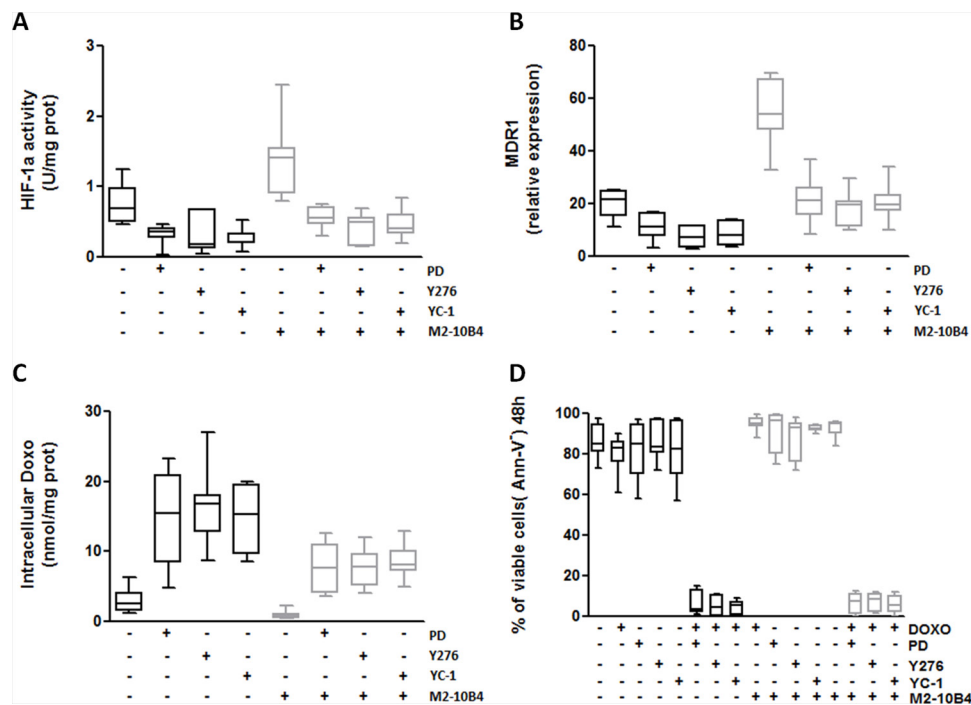 A
HIF-1a activity
(U/mg prot)
3
2
1
0
- + - - - + - - PD
- - + - - - + - Y276
- - - + - - - + YC-1
- - - - + + + + M2-10B4
B
MDR1
(relative expression)
80
60
40
20
0
- + - - - + - - PD
- - + - - - + - Y276
- - - + - - - + YC-1
- - - - + + + + M2-10B4
C
Intracellular Doxo
(nmol/mg prot)
30
20
10
0
- + - - - + - - PD
- - + - - - + - Y276
- - - + - - - + YC-1
- - - - + + + + M2-10B4
D
% of viable cells( Ann-V⁻) 48h
100
80
60
40
20
0
- + - - - + + + + - - - - + + + DOXO
- - + - - + - - - + - - - + - - PD
- - - + - - + - - - + - - - + - Y276
- - - - + - - + - - - + - - - + YC-1
- - - - - - - - + + + + + + + + M2-10B4